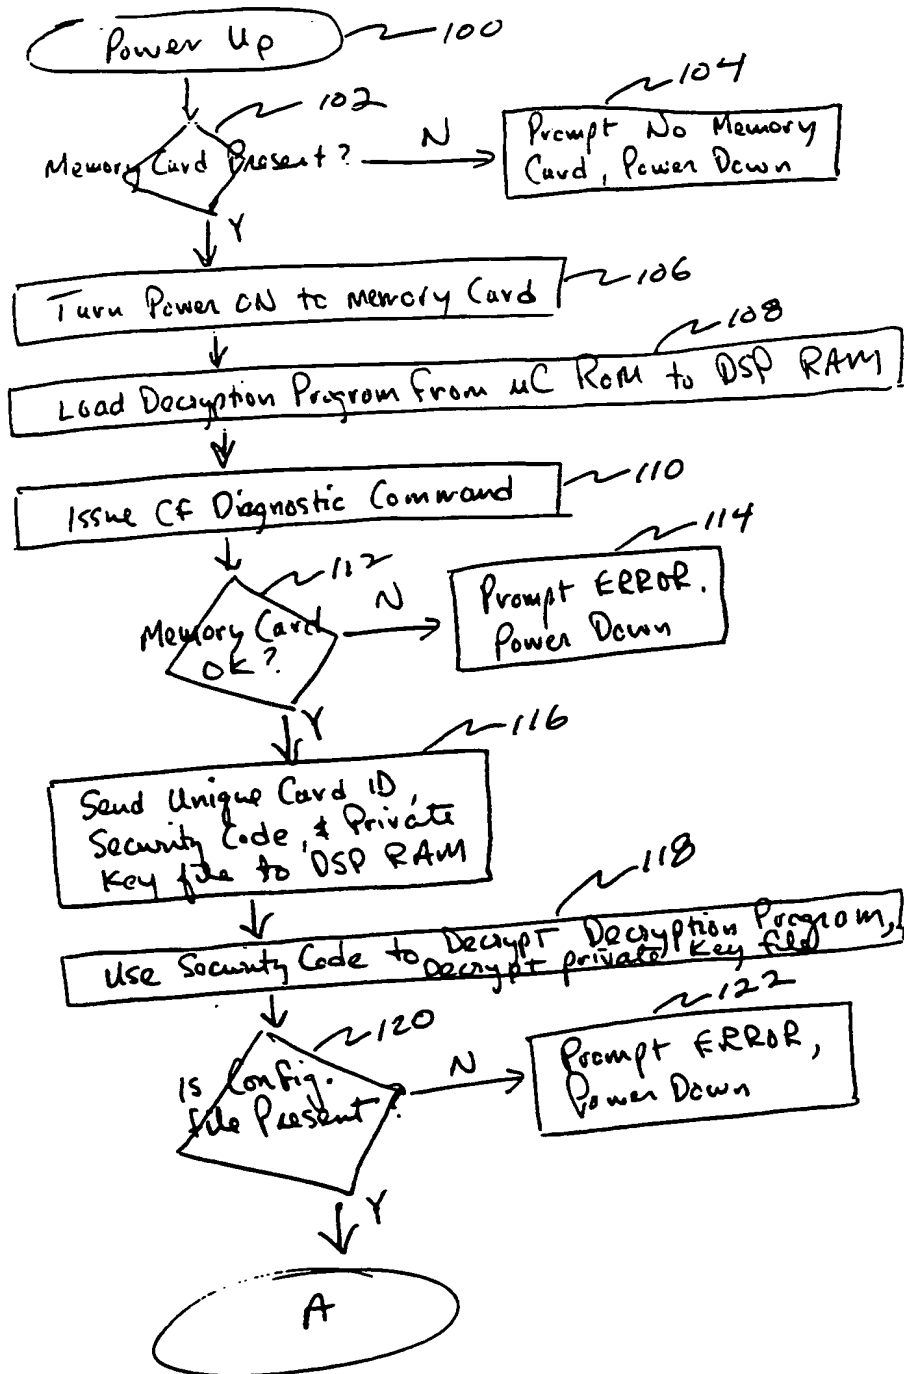 Power Up
100
102
104
Memory Card Present?
N
Prompt No Memory
Card, Power Down
Y
Turn Power ON to Memory Card
106
108
Load Decryption Program From uC ROM to DSP RAM
Issue CF Diagnostic Command
110
112
114
Memory Card
OK?
N
Prompt ERROR.
Power Down
Y
116
Send Unique Card ID,
Security Code, & Private
Key file to DSP RAM
118
Use Security Code to Decrypt Decryption Program,
Decrypt private key file
120
122
Is Config.
file Present?
N
Prompt ERROR,
Power Down
Y
A